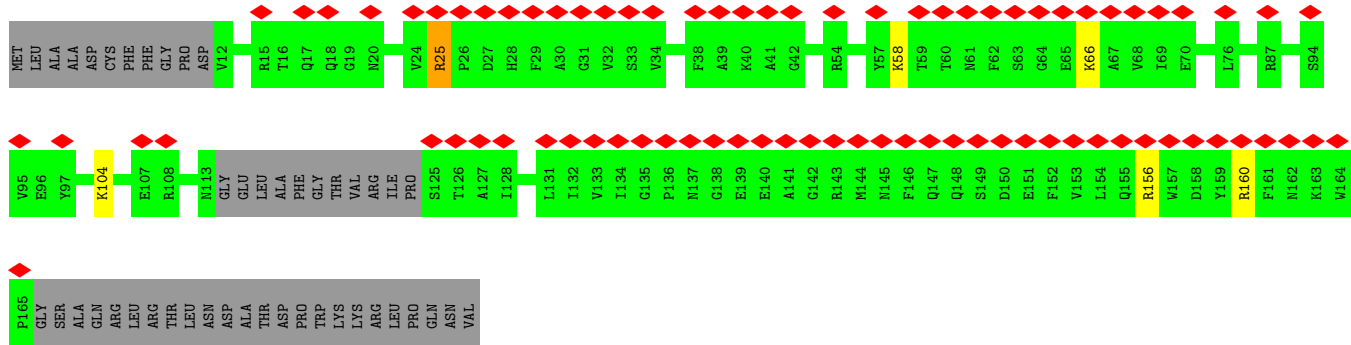 MET LEU ALA ALA ASP CYS PHE PHE GLY PRO ASP V12 R15 T16 Q17 Q18 G19 N20 V24 R25 P26 D27 H28 F29 A30 G31 V32 S33 V34 F38 A39 K40 A41 G42 R54 Y57 K58 T59 T60 N61 F62 S63 G64 E65 K66 A67 V68 I69 E70 L76 R87 S94
V95 E96 Y97 K104 E107 R108 N113 GLY GLU LEU ALA PHE GLY THR VAL ARG ILE PRO S125 T126 A127 I128 L131 I132 V133 I134 G135 P136 N137 G138 E139 E140 A141 G142 R143 M144 N145 F146 Q147 Q148 S149 D150 E151 F152 V153 L154 Q155 R156 W157 D158 Y159 R160 F161 N162 K163 W164
P165 GLY SER ALA GLN ARG LEU ARG THR LEU ASN ASP ALA THR ASP PRO TRP LYS LYS ARG LEU PRO GLN ASN VAL